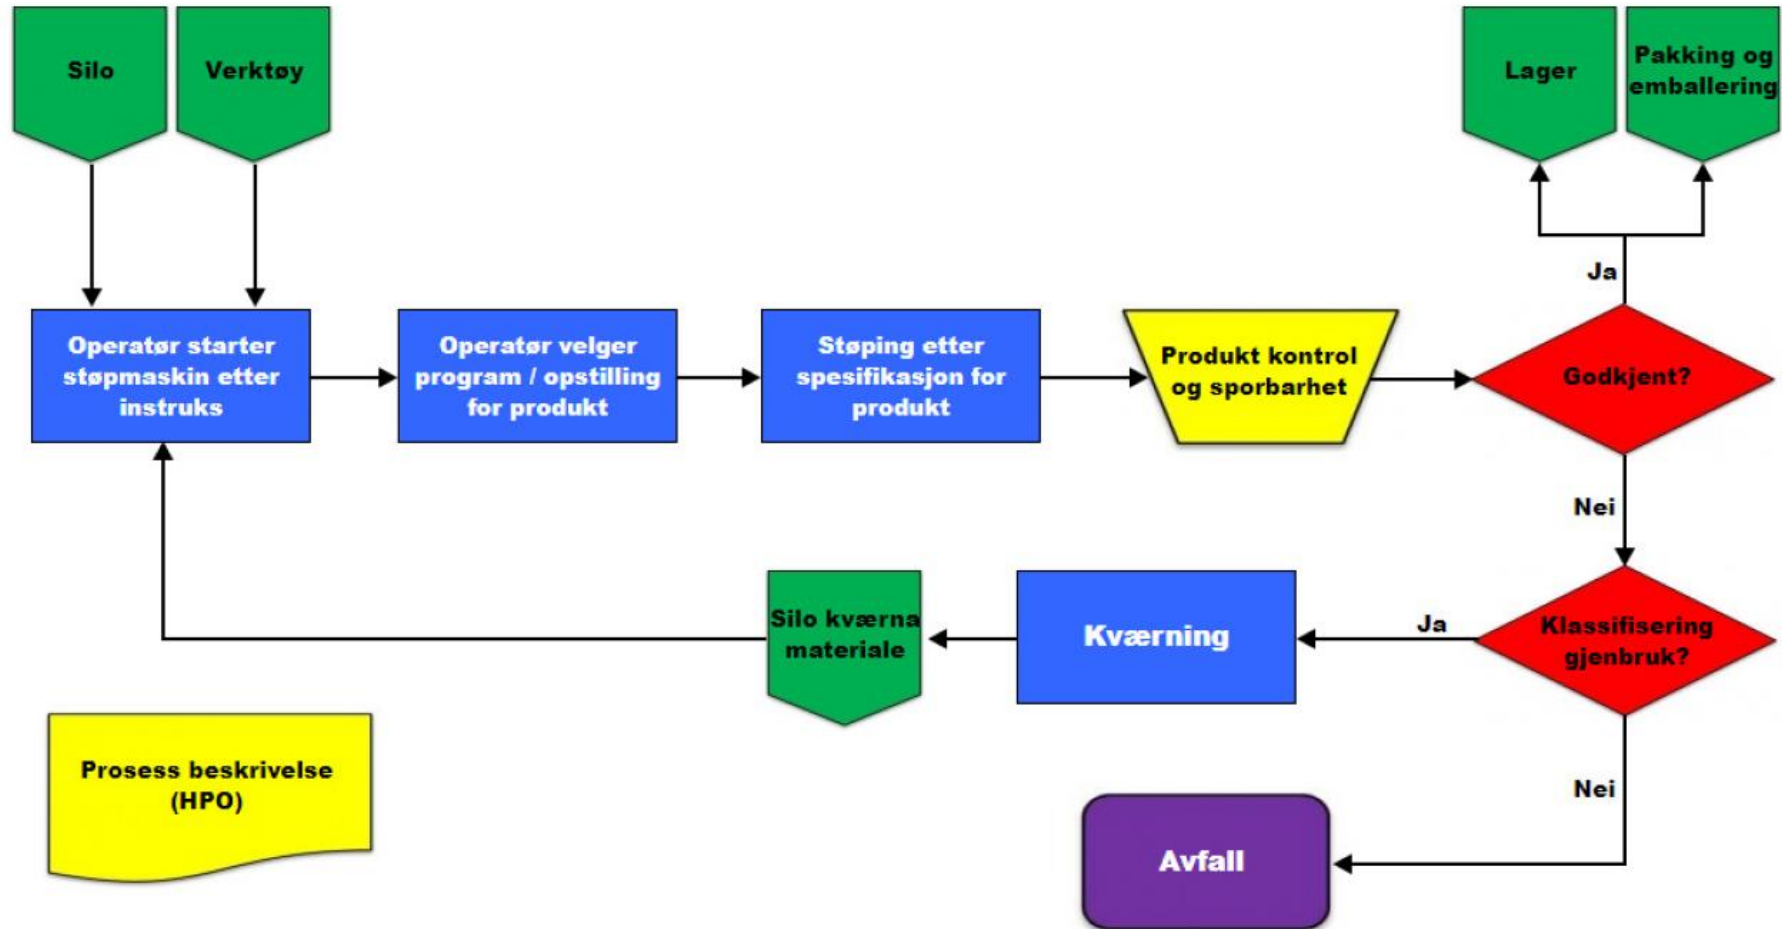 Silo
Verktøy
Lager
Pakking og
emballering
Ja
Operatør starter
støpmaskin etter
instruks
Operatør velger
program / opstilling
for produkt
Støping etter
spesifikasjon for
produkt
Produkt kontrol
og sporbarhet
Godkjent?
Nei
Silo kværna
materiale
Kværning
Ja
Klassifisering
gjenbruk?
Prosess beskrivelse
(HPO)
Nei
Avfall